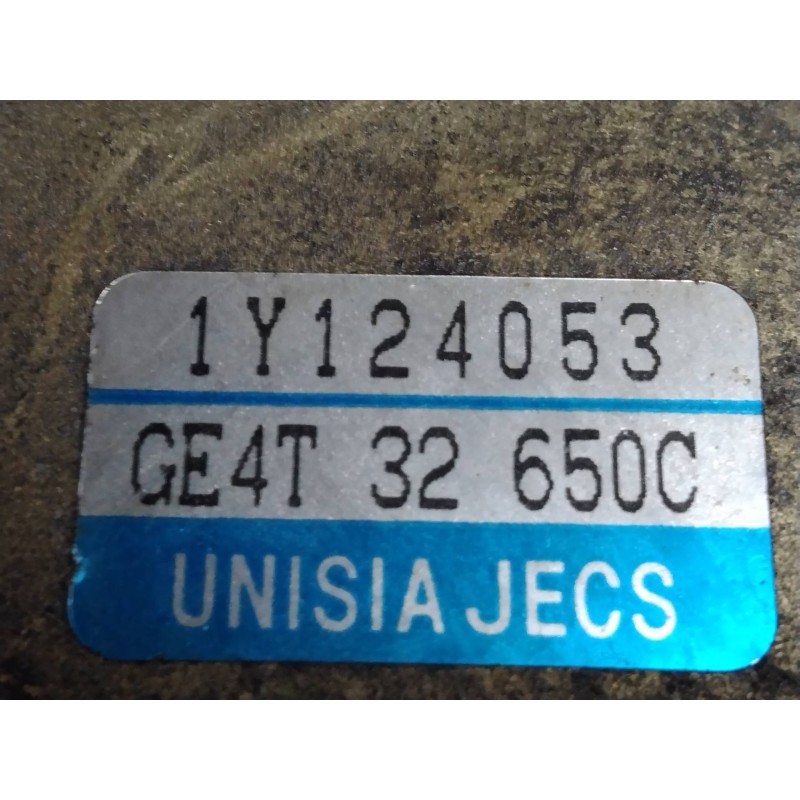 1Y124053
GE4T 32 650C
UNISIA JECS